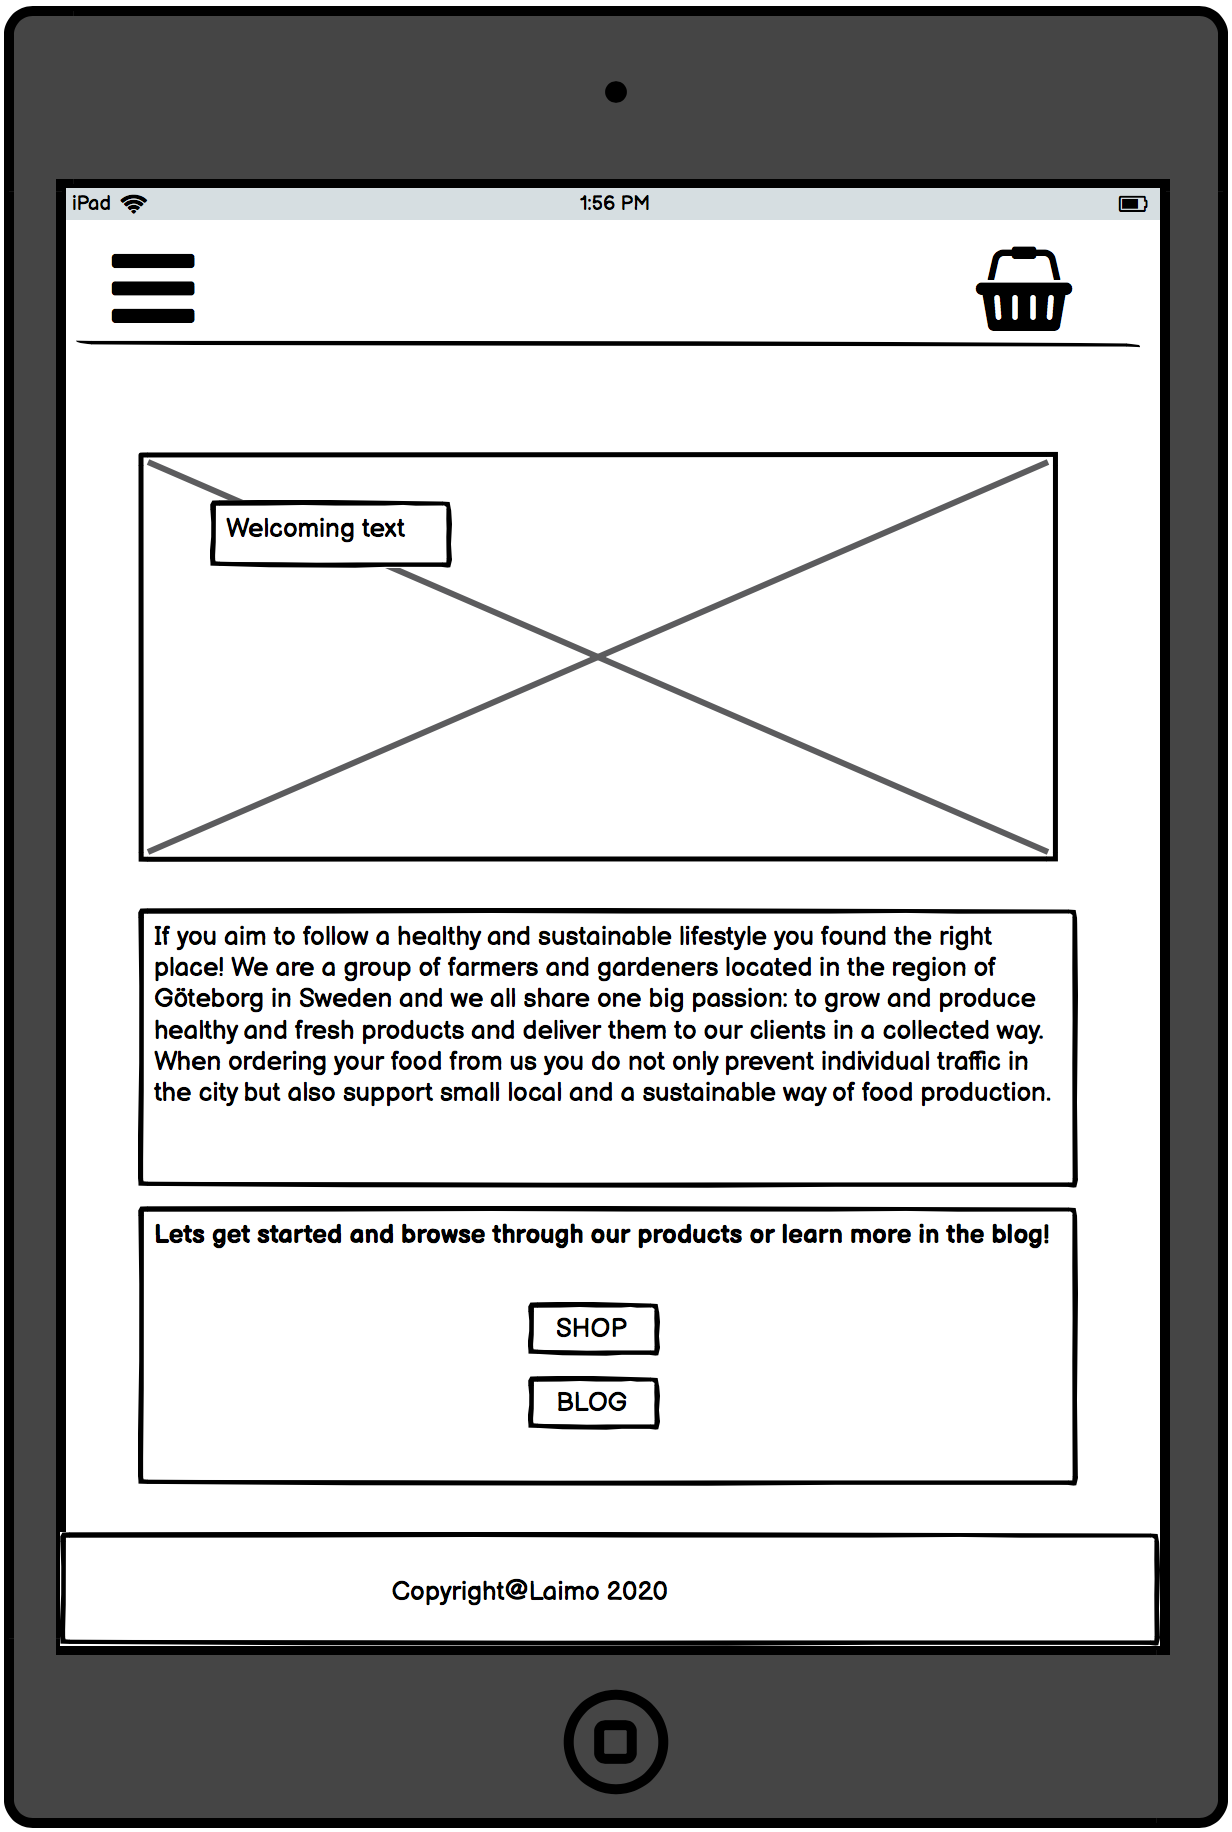 iPad 1:56 PM
Welcoming text
If you aim to follow a healthy and sustainable lifestyle you found the right
place! We are a group of farmers and gardeners located in the region of
Göteborg in Sweden and we all share one big passion: to grow and produce
healthy and fresh products and deliver them to our clients in a collected way.
When ordering your food from us you do not only prevent individual traffic in
the city but also support small local and a sustainable way of food production.
Lets get started and browse through our products or learn more in the blog!
SHOP
BLOG
Copyright@Laimo 2020